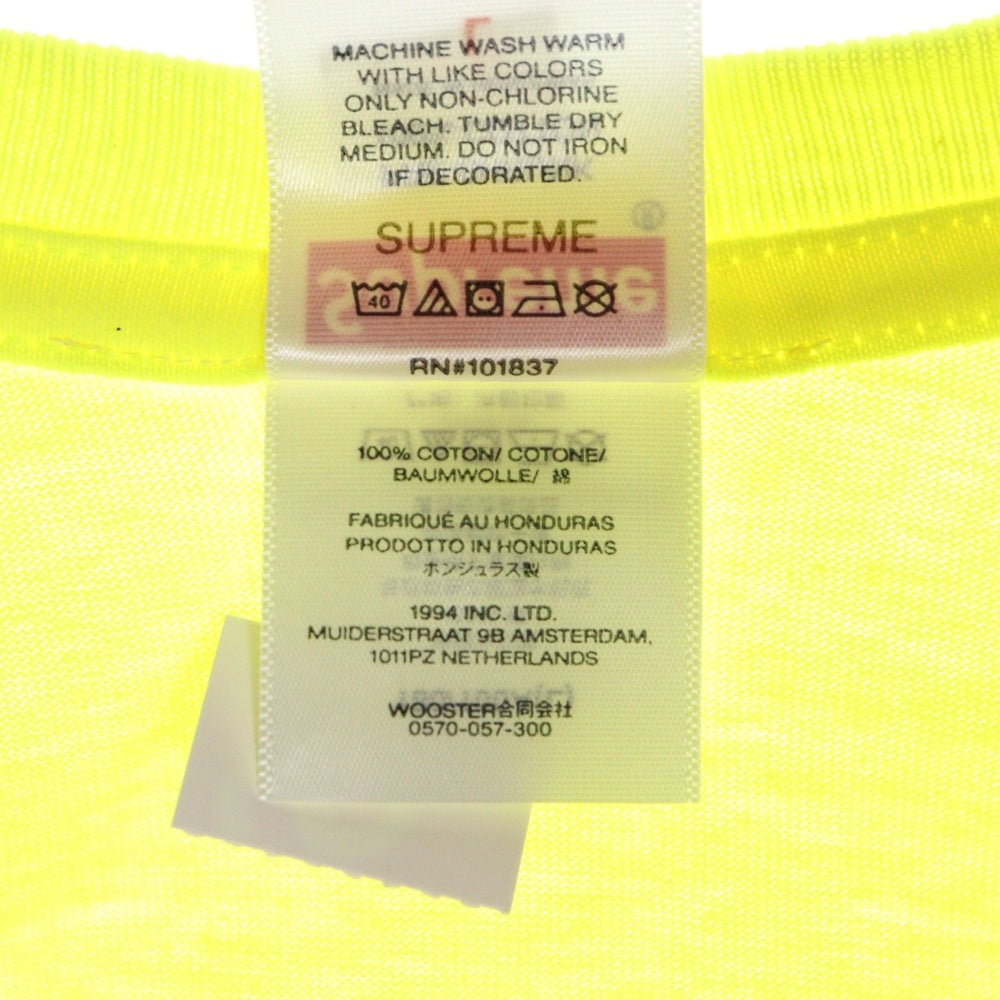 MACHINE WASH WARM
WITH LIKE COLORS
ONLY NON-CHLORINE
BLEACH. TUMBLE DRY
MEDIUM. DO NOT IRON
IF DECORATED.
SUPREME
Supreme
40
RN#101837
100% COTON/ COTONE/
BAUMWOLLE/ 綿
FABRIQUÉ AU HONDURAS
PRODOTTO IN HONDURAS
ホンジュラス製
1994 INC. LTD.
MUIDERSTRAAT 9B AMSTERDAM,
1011PZ NETHERLANDS
WOOSTER合同会社
0570-057-300